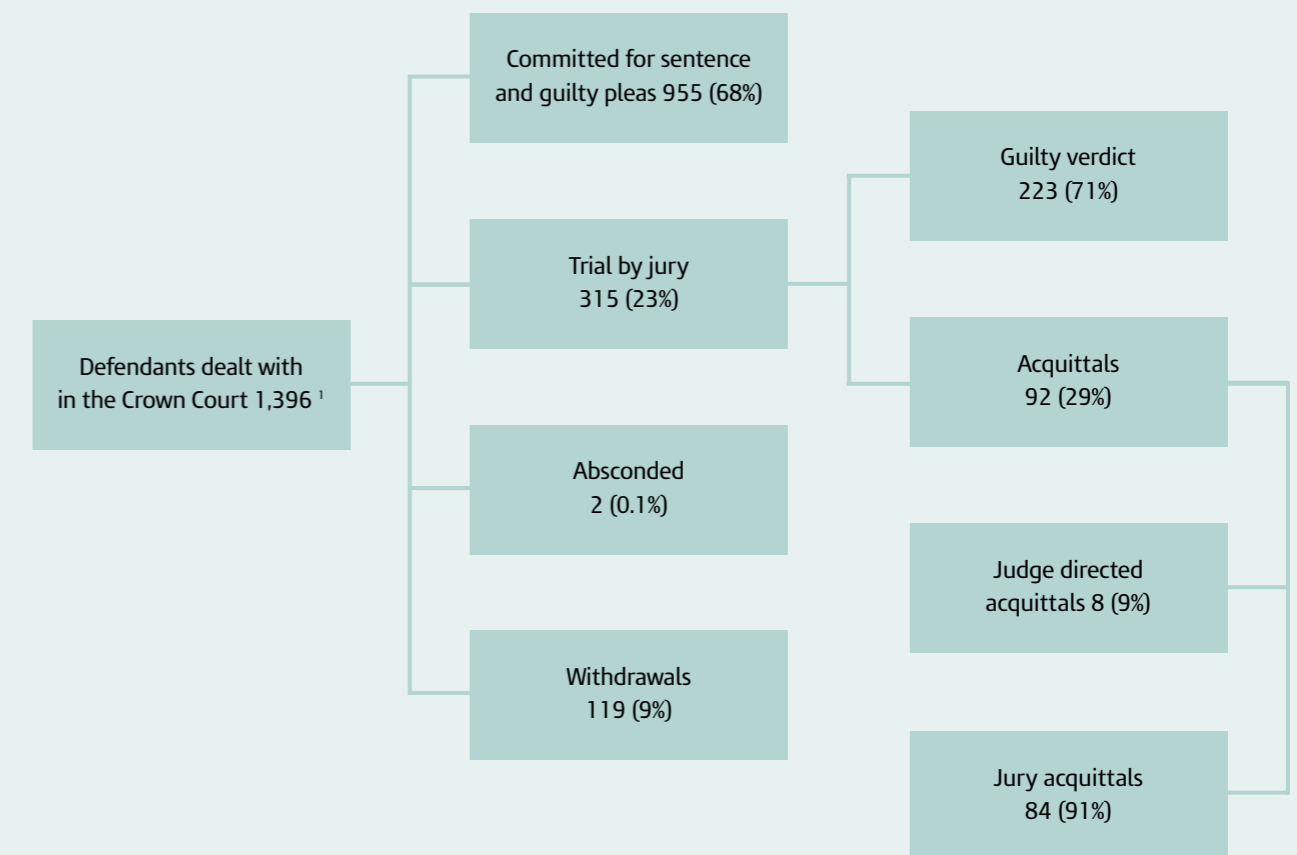 Committed for sentence
and guilty pleas 955 (68%)
Guilty verdict
223 (71%)
Trial by jury
315 (23%)
Defendants dealt with
in the Crown Court 1,396 ¹
Acquittals
92 (29%)
Absconded
2 (0.1%)
Judge directed
acquittals 8 (9%)
Withdrawals
119 (9%)
Jury acquittals
84 (91%)